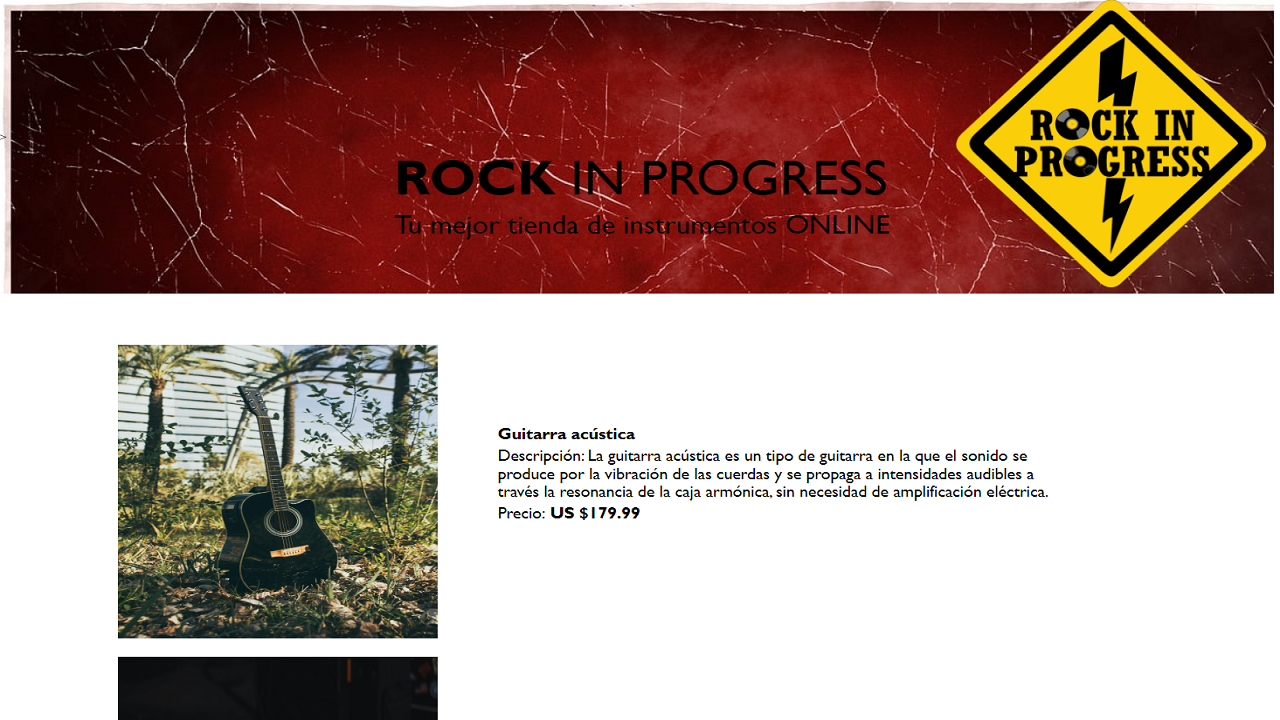 ROCK IN PROGRESS
Tu mejor tienda de instrumentos ONLINE
ROCK IN
PROGRESS
>
Guitarra acústica
Descripción: La guitarra acústica es un tipo de guitarra en la que el sonido se
produce por la vibración de las cuerdas y se propaga a intensidades audibles a
través la resonancia de la caja armónica, sin necesidad de amplificación eléctrica.
Precio: US $179.99